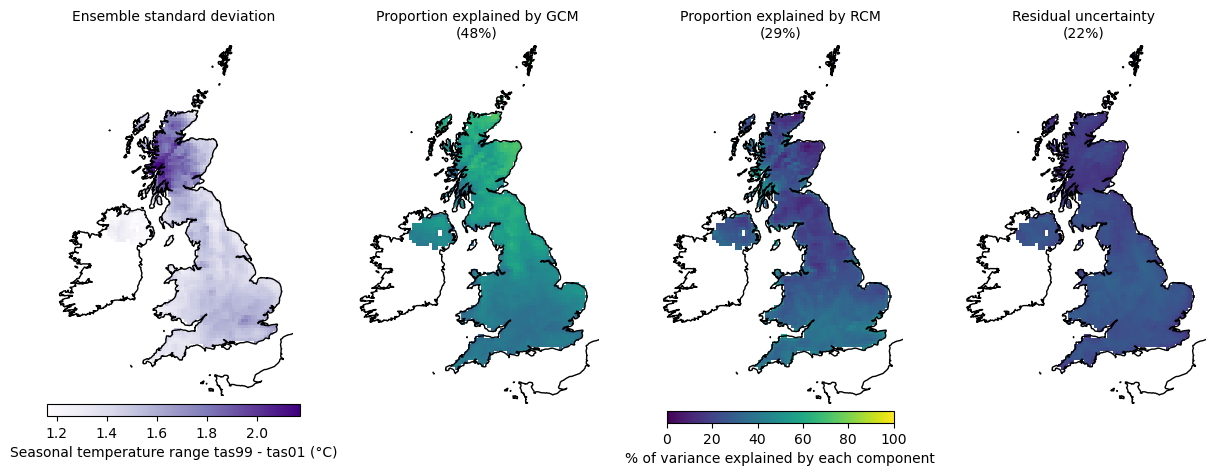 Ensemble standard deviation
Proportion explained by GCM
(48%)
Proportion explained by RCM
(29%)
Residual uncertainty
(22%)
1.2 1.4 1.6 1.8 2.0
Seasonal temperature range tas99 - tas01 (°C)
0 20 40 60 80 100
% of variance explained by each component